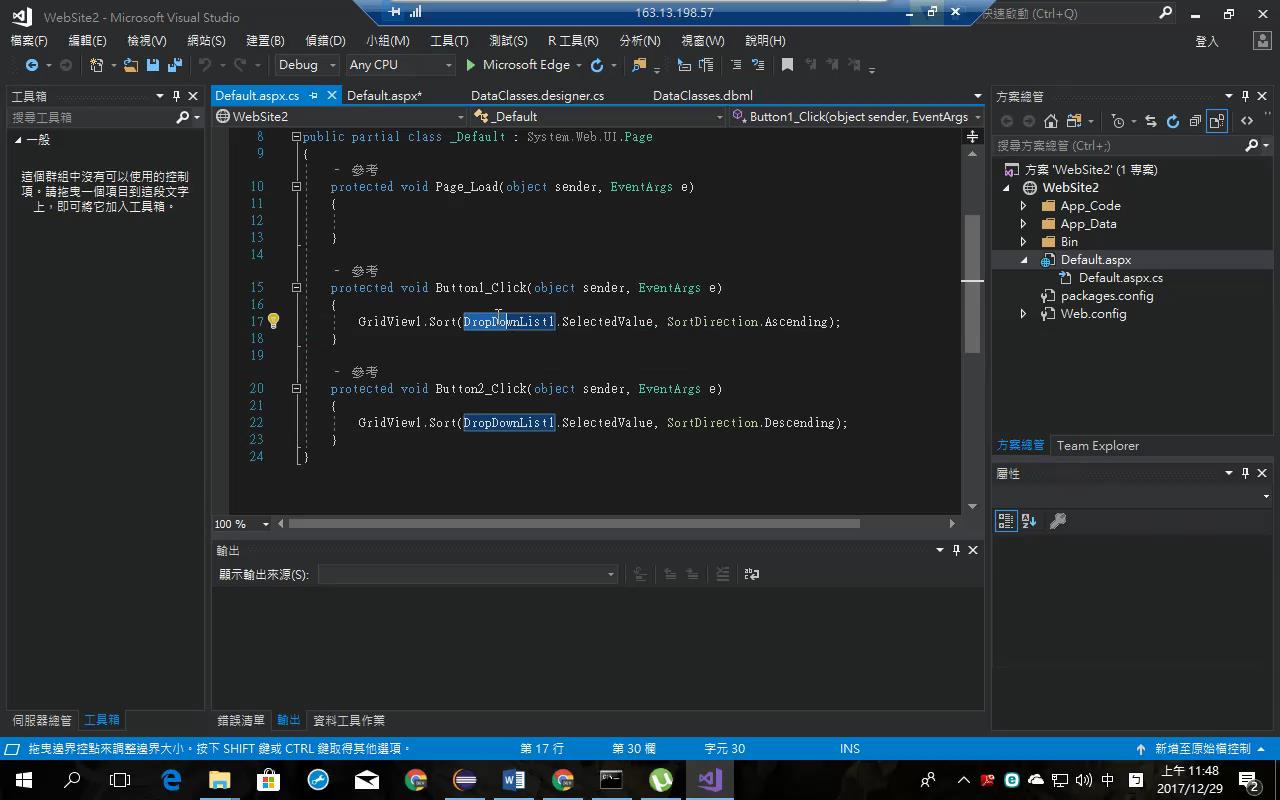 WebSite2 - Microsoft Visual Studio
163.13.198.57
快速啟動 (Ctrl+Q)
檔案(F) 編輯(E) 檢視(V) 網站(S) 建置(B) 偵錯(D) 小組(M) 工具(T) 測試(S) R 工具(R) 分析(N) 視窗(W) 說明(H) 登入
Debug Any CPU Microsoft Edge
工具箱
搜尋工具箱
一般
這個群組中沒有可以使用的控制
項。請拖曳一個項目到這段文字
上，即可將它加入工具箱。
伺服器總管 工具箱
Default.aspx.cs Default.aspx* DataClasses.designer.cs DataClasses.dbml
WebSite2 _Default Button1_Click(object sender, EventArgs
8 public partial class _Default : System.Web.UI.Page
9 {
- 參考
10 protected void Page_Load(object sender, EventArgs e)
11 {
12
13 }
14
- 參考
15 protected void Button1_Click(object sender, EventArgs e)
16 {
17 GridView1.Sort(DropDownList1.SelectedValue, SortDirection.Ascending);
18 }
19
- 參考
20 protected void Button2_Click(object sender, EventArgs e)
21 {
22 GridView1.Sort(DropDownList1.SelectedValue, SortDirection.Descending);
23 }
24 }
100 %
輸出
顯示輸出來源(S):
錯誤清單 輸出 資料工具作業
方案總管
搜尋方案總管 (Ctrl+;)
方案 'WebSite2' (1 專案)
WebSite2
App_Code
App_Data
Bin
Default.aspx
Default.aspx.cs
packages.config
Web.config
方案總管 Team Explorer
屬性
拖曳邊界控點來調整邊界大小。按下 SHIFT 鍵或 CTRL 鍵取得其他選項。 第 17 行 第 30 欄 字元 30 INS 新增至原始檔控制
中
上午 11:48
2017/12/29
2